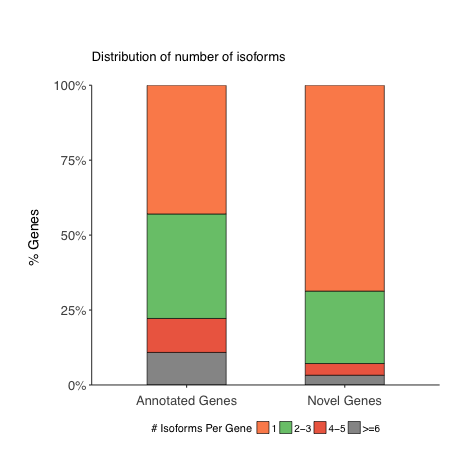 Distribution of number of isoforms
100%
75%
50%
25%
0%
% Genes
Annotated Genes Novel Genes
# Isoforms Per Gene 1 2−3 4−5 >=6